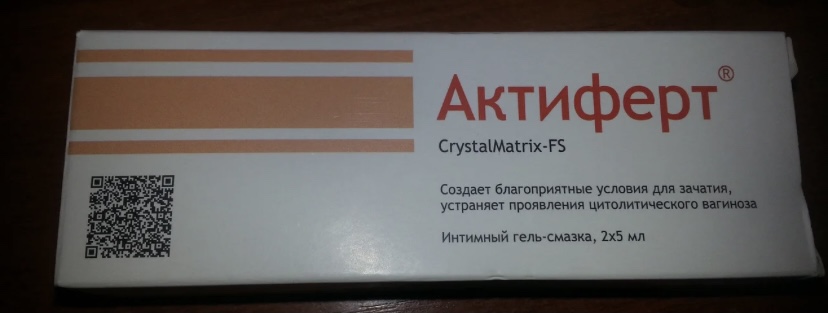 Актиферт®
CrystalMatrix-FS
Создает благоприятные условия для зачатия,
устраняет проявления цитолитического вагиноза
Интимный гель-смазка, 2х5 мл